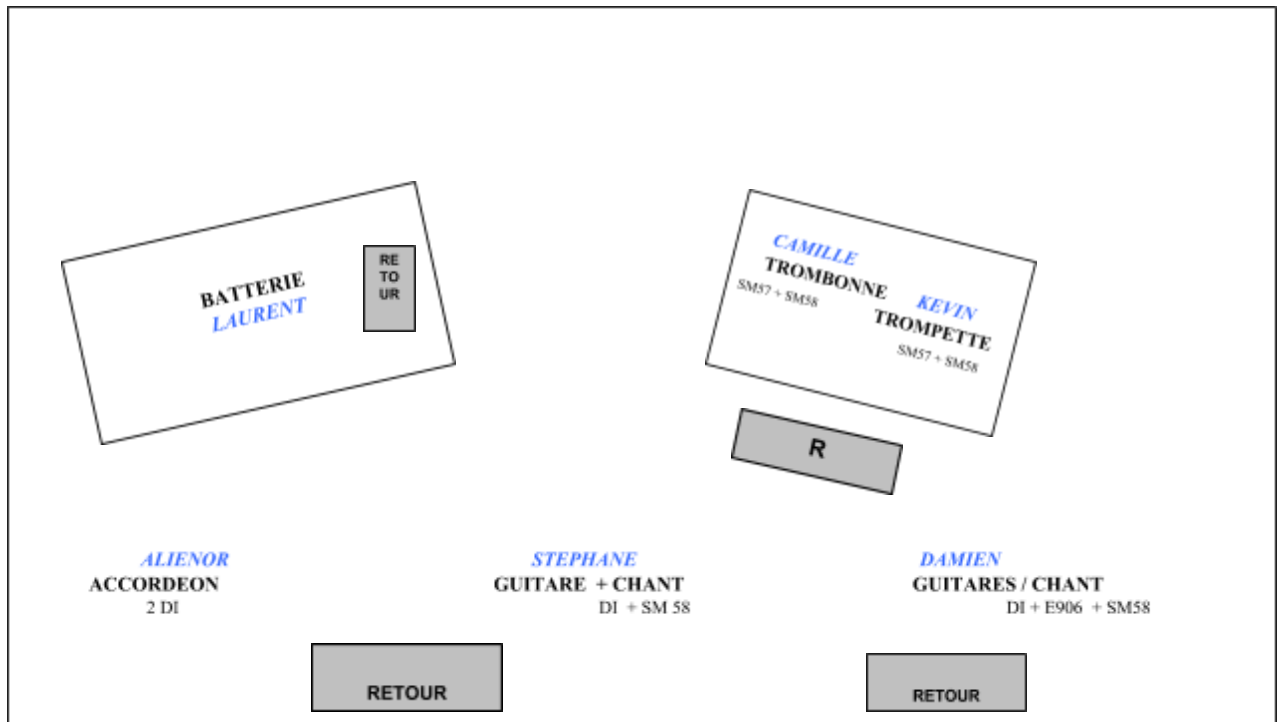 BATTERIE
LAURENT
RE
TO
UR
CAMILLE
TROMBONNE
SM57 + SM58
KEVIN
TROMPETTE
SM57 + SM58
R
ALIENOR
ACCORDEON
2 DI
STEPHANE
GUITARE + CHANT
DI + SM 58
DAMIEN
GUITARES / CHANT
DI + E906 + SM58
RETOUR
RETOUR